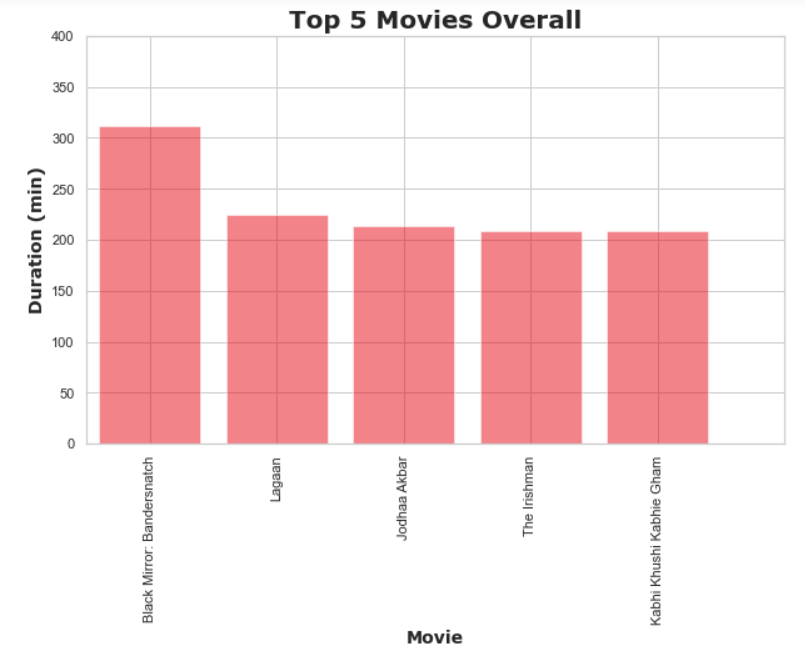 Top 5 Movies Overall
400
350
300
250
200
150
100
50
0
Duration (min)
Black Mirror: Bandersnatch
Lagaan
Jodhaa Akbar
The Irishman
Kabhi Khushi Kabhie Gham
Movie